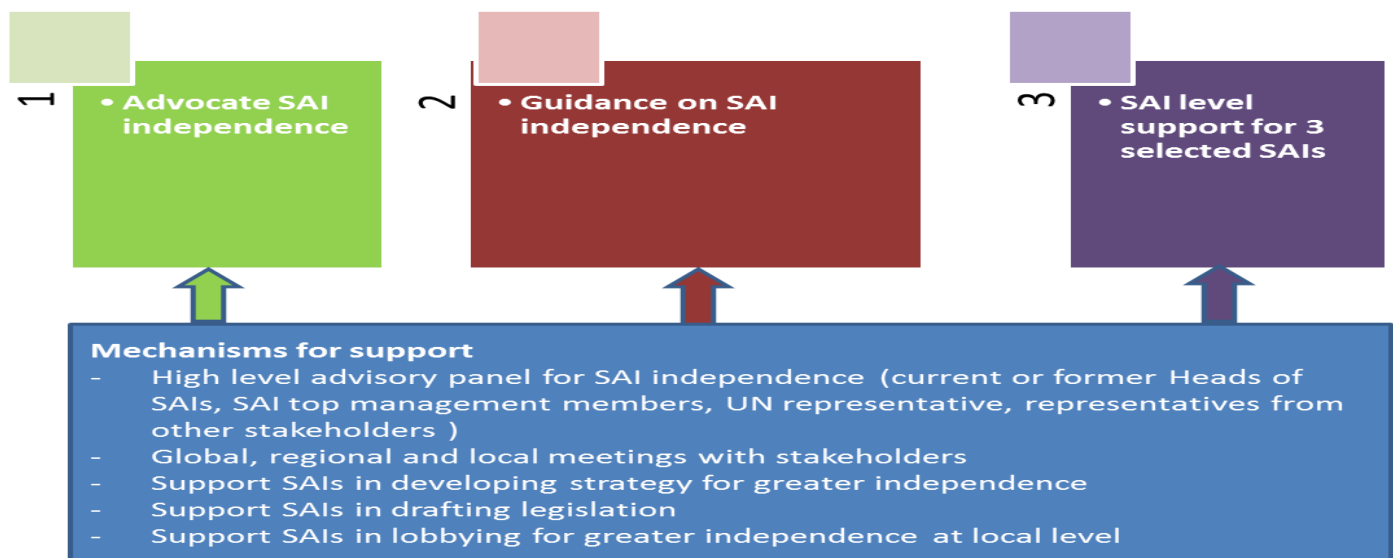 1
• Advocate SAI
independence
2
• Guidance on SAI
independence
3
• SAI level
support for 3
selected SAIs
Mechanisms for support
- High level advisory panel for SAI independence (current or former Heads of
SAIs, SAI top management members, UN representative, representatives from
other stakeholders )
- Global, regional and local meetings with stakeholders
- Support SAIs in developing strategy for greater independence
- Support SAIs in drafting legislation
- Support SAIs in lobbying for greater independence at local level